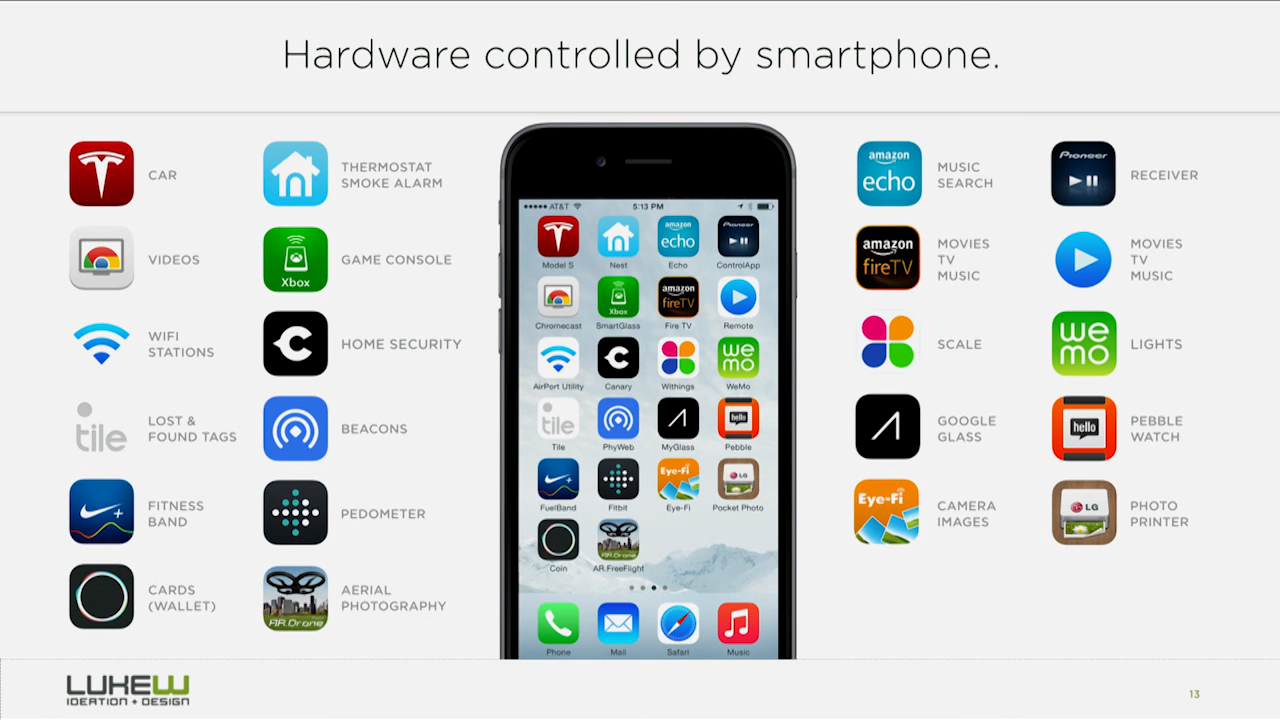 Hardware controlled by smartphone.
CAR
THERMOSTAT
SMOKE ALARM
VIDEOS
Xbox
GAME CONSOLE
WIFI
STATIONS
HOME SECURITY
tile
LOST &
FOUND TAGS
BEACONS
FITNESS
BAND
PEDOMETER
CARDS
(WALLET)
AR.Drone
AERIAL
PHOTOGRAPHY
AT&T
5:13 PM
amazon
echo
Pioneer
Model S
Nest
Echo
ControlApp
Xbox
amazon
fireTV
Chromecast
SmartGlass
Fire TV
Remote
we
mo
AirPort Utility
Canary
Withings
WeMo
tile
hello
Tile
PhyWeb
MyGlass
Pebble
Eye-Fi
LG
FuelBand
Fitbit
Eye-Fi
Pocket Photo
AR.Drone
Coin
AR.FreeFlight
Phone
Mail
Safari
Music
amazon
echo
MUSIC
SEARCH
Pioneer
RECEIVER
amazon
fireTV
MOVIES
TV
MUSIC
MOVIES
TV
MUSIC
SCALE
we
mo
LIGHTS
GOOGLE
GLASS
hello
PEBBLE
WATCH
Eye-Fi
CAMERA
IMAGES
LG
PHOTO
PRINTER
LUKEW
IDEATION + DESIGN
13